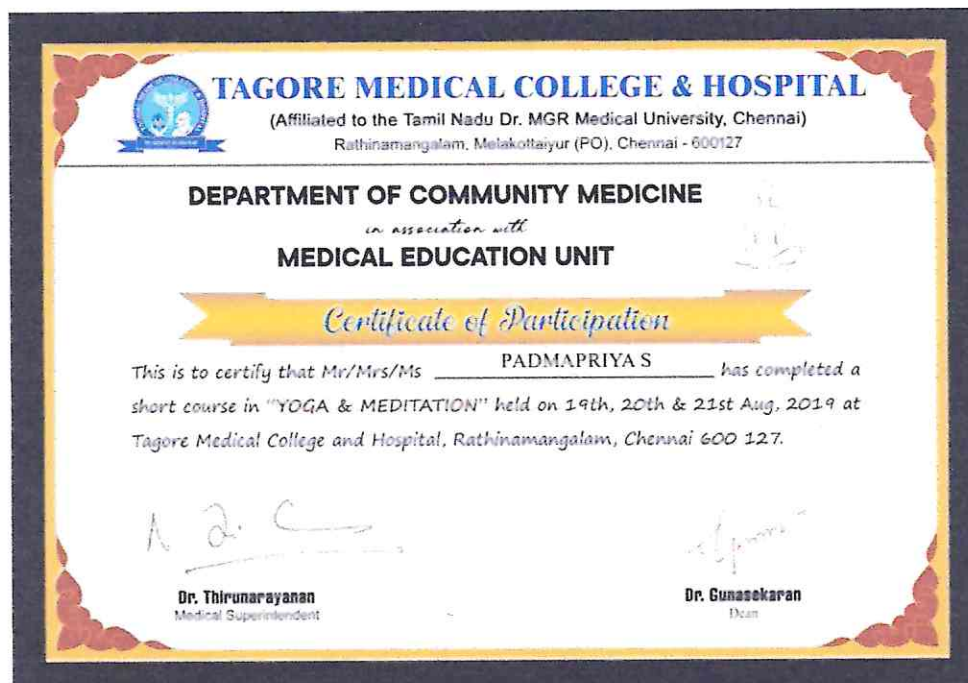 TAGORE MEDICAL COLLEGE & HOSPITAL
(Affiliated to the Tamil Nadu Dr. MGR Medical University, Chennai)
Rathinamangalam, Melakottaiyur (PO), Chennai - 600127
DEPARTMENT OF COMMUNITY MEDICINE
in association with
MEDICAL EDUCATION UNIT
Certificate of Participation
This is to certify that Mr/Mrs/Ms PADMAPRIYA S has completed a
short course in "YOGA & MEDITATION" held on 19th, 20th & 21st Aug, 2019 at
Tagore Medical College and Hospital, Rathinamangalam, Chennai 600 127.
Dr. Thirunarayanan
Medical Superintendent
Dr. Gunasekaran
Dean